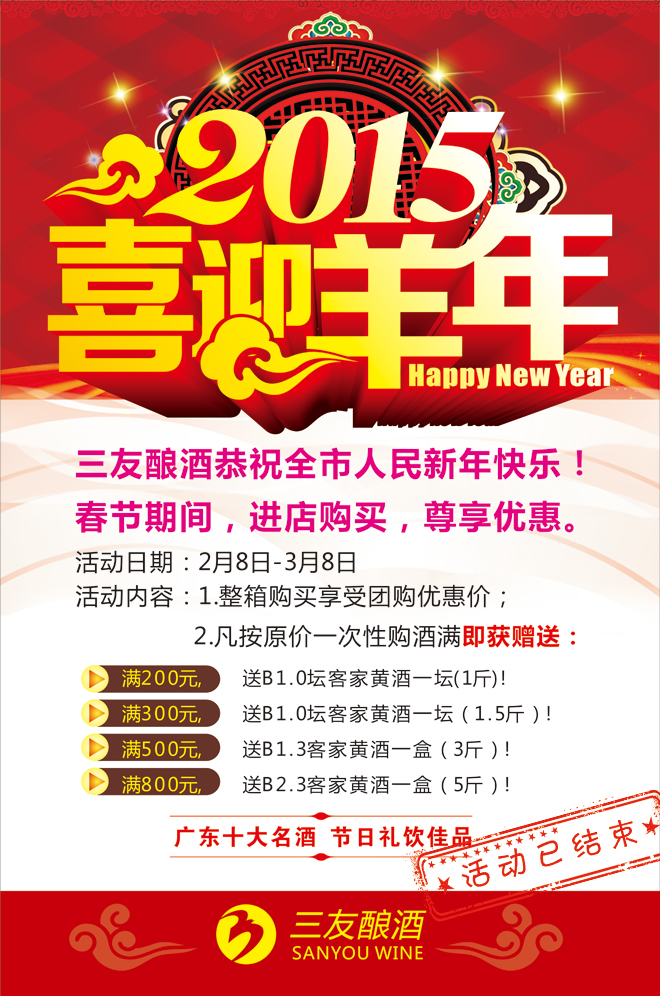 2015
喜迎羊年
Happy New Year
三友酿酒恭祝全市人民新年快乐！
春节期间，进店购买，尊享优惠。
活动日期：2月8日-3月8日
活动内容：1.整箱购买享受团购优惠价；
2.凡按原价一次性购酒满即获赠送：
满200元, 送B1.0坛客家黄酒一坛(1斤)!
满300元, 送B1.0坛客家黄酒一坛（1.5斤）!
满500元, 送B1.3客家黄酒一盒（3斤）!
满800元, 送B2.3客家黄酒一盒（5斤）!
广东十大名酒 节日礼饮佳品
活动已结束
三友酿酒
SANYOU WINE